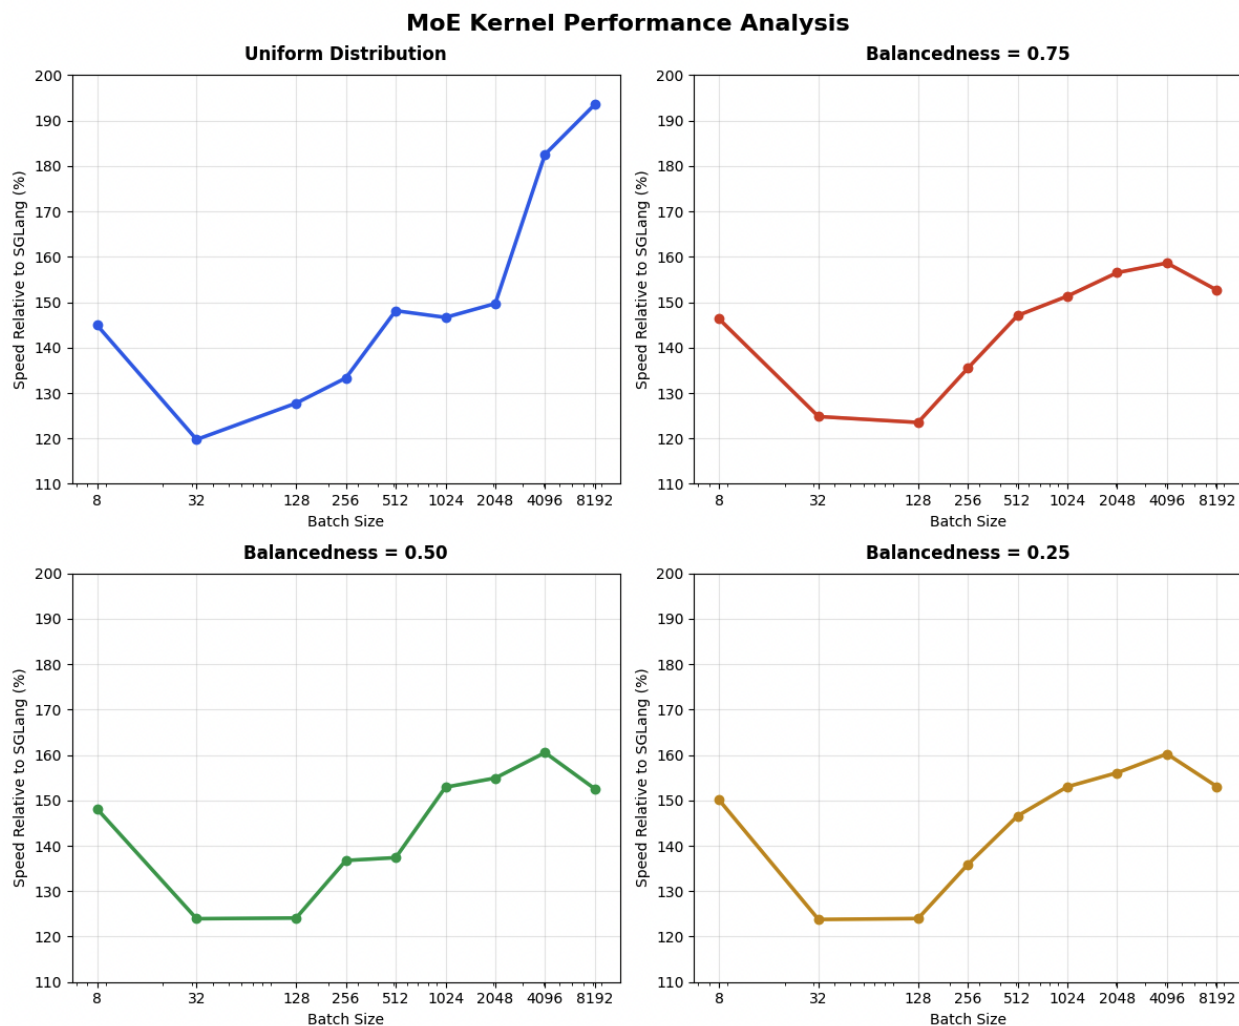 MoE Kernel Performance Analysis
Uniform Distribution
Speed Relative to SGLang (%)
200
190
180
170
160
150
140
130
120
110
8 32 128 256 512 1024 2048 4096 8192
Batch Size
Balancedness = 0.75
Speed Relative to SGLang (%)
200
190
180
170
160
150
140
130
120
110
8 32 128 256 512 1024 2048 4096 8192
Batch Size
Balancedness = 0.50
Speed Relative to SGLang (%)
200
190
180
170
160
150
140
130
120
110
8 32 128 256 512 1024 2048 4096 8192
Batch Size
Balancedness = 0.25
Speed Relative to SGLang (%)
200
190
180
170
160
150
140
130
120
110
8 32 128 256 512 1024 2048 4096 8192
Batch Size